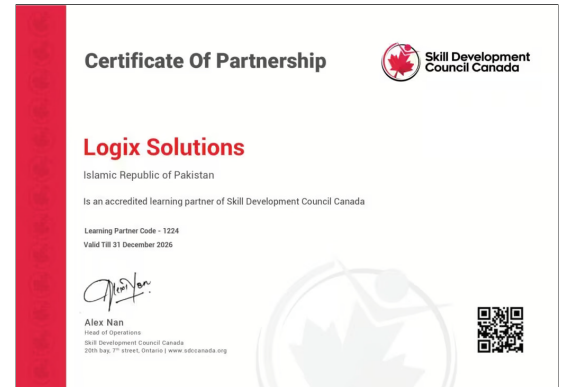 Certificate Of Partnership
Skill Development
Council Canada
Logix Solutions
Islamic Republic of Pakistan
Is an accredited learning partner of Skill Development Council Canada
Learning Partner Code - 1224
Valid Till 31 December 2026
Alex Nan
Alex Nan
Head of Operations
Skill Development Council Canada
20th bay, 7th street, Ontario | www.sdccanada.org